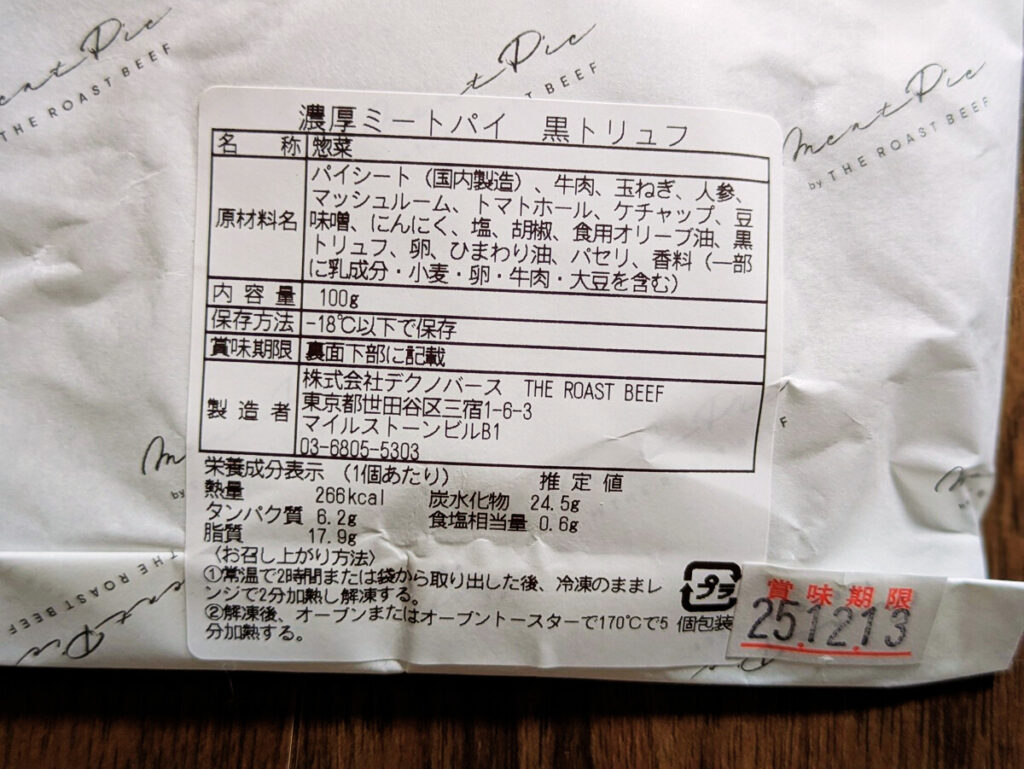 Meat Pie
THE ROAST BEEF
Meat Pie
by THE ROAST BEEF
濃厚ミートパイ 黒トリュフ
名称 惣菜
原材料名 パイシート（国内製造）、牛肉、玉ねぎ、人参、
マッシュルーム、トマトホール、ケチャップ、豆
味噌、にんにく、塩、胡椒、食用オリーブ油、黒
トリュフ、卵、ひまわり油、パセリ、香料（一部
に乳成分・小麦・卵・牛肉・大豆を含む）
内容量 100g
保存方法 -18℃以下で保存
賞味期限 裏面下部に記載
製造者 株式会社デクノバース THE ROAST BEEF
東京都世田谷区三宿1-6-3
マイルストーンビルB1
03-6805-5303
栄養成分表示 （1個あたり） 推定値
熱量 266kcal 炭水化物 24.5g
タンパク質 6.2g 食塩相当量 0.6g
脂質 17.9g
〈お召し上がり方法〉
①常温で2時間または袋から取り出した後、冷凍のままレ
ンジで2分加熱し解凍する。
②解凍後、オーブンまたはオーブントースターで170℃で5
分加熱する。
プラ
個包装
賞味期限
25.12.13
THE ROAST BEEF